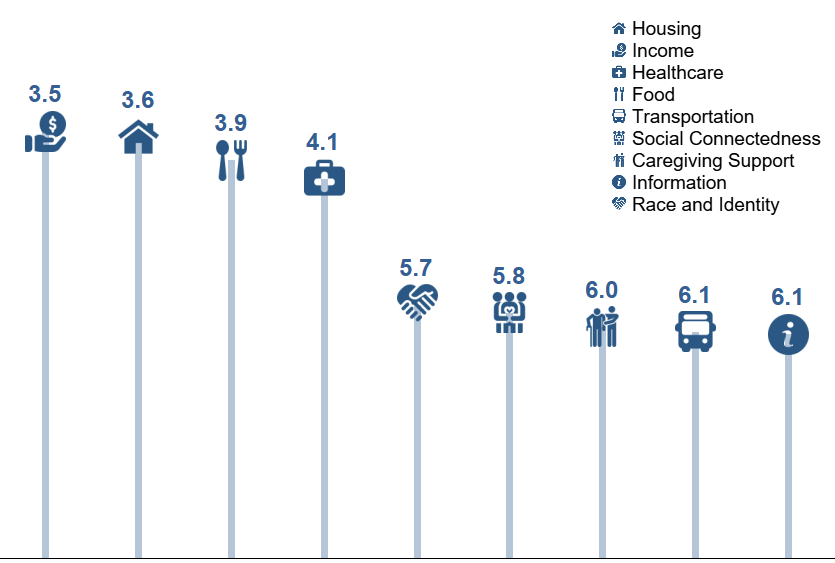 Housing
Income
Healthcare
Food
Transportation
Social Connectedness
Caregiving Support
Information
Race and Identity
3.5
3.6
3.9
4.1
5.7
5.8
6.0
6.1
6.1